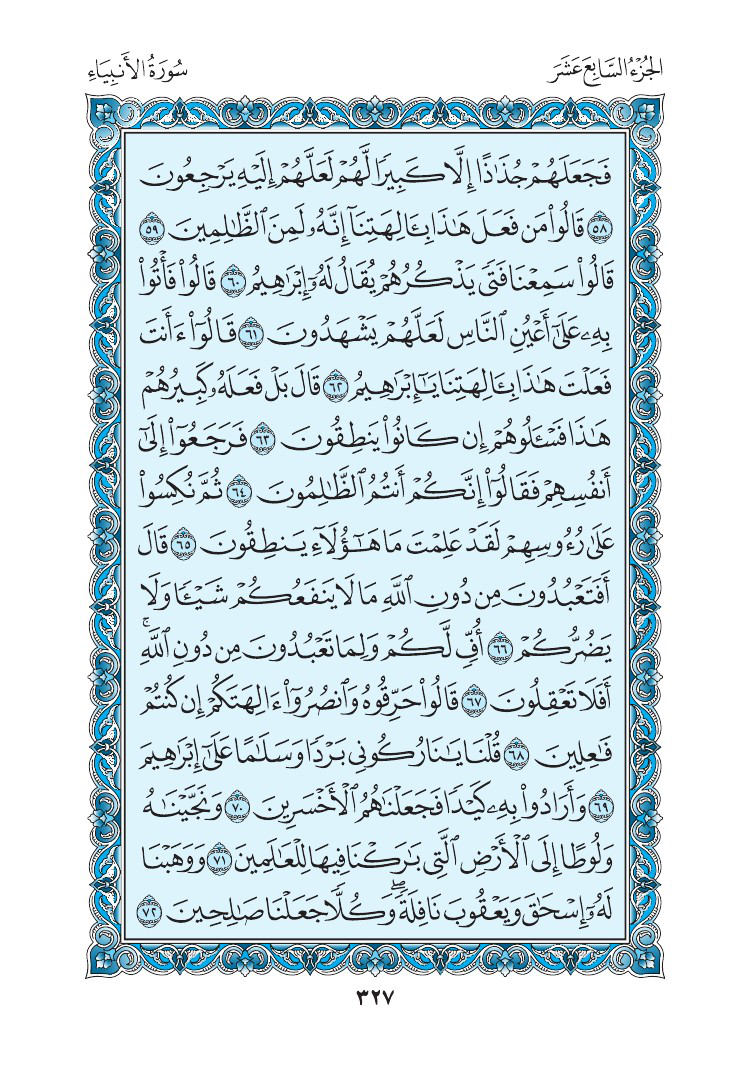 الجُزْءُ السَّابِعَ عَشَرَ
سُورَةُ الأَنبِيَاءِ
فَجَعَلَهُمْ جُذَٰذًا إِلَّا كَبِيرًا لَّهُمْ لَعَلَّهُمْ إِلَيْهِ يَرْجِعُونَ
٥٨ قَالُوا۟ مَن فَعَلَ هَٰذَا بِـَٔالِهَتِنَآ إِنَّهُۥ لَمِنَ ٱلظَّٰلِمِينَ ٥٩
قَالُوا۟ سَمِعْنَا فَتًى يَذْكُرُهُمْ يُقَالُ لَهُۥٓ إِبْرَٰهِيمُ ٦٠ قَالُوا۟ فَأْتُوا۟
بِهِۦ عَلَىٰٓ أَعْيُنِ ٱلنَّاسِ لَعَلَّهُمْ يَشْهَدُونَ ٦١ قَالُوٓا۟ ءَأَنتَ
فَعَلْتَ هَٰذَا بِـَٔالِهَتِنَا يَٰٓإِبْرَٰهِيمُ ٦٢ قَالَ بَلْ فَعَلَهُۥ كَبِيرُهُمْ
هَٰذَا فَسْـَٔلُوهُمْ إِن كَانُوا۟ يَنطِقُونَ ٦٣ فَرَجَعُوٓا۟ إِلَىٰٓ
أَنفُسِهِمْ فَقَالُوٓا۟ إِنَّكُمْ أَنتُمُ ٱلظَّٰلِمُونَ ٦٤ ثُمَّ نُكِسُوا۟
عَلَىٰ رُءُوسِهِمْ لَقَدْ عَلِمْتَ مَا هَٰٓؤُلَآءِ يَنطِقُونَ ٦٥ قَالَ
أَفَتَعْبُدُونَ مِن دُونِ ٱللَّهِ مَا لَا يَنفَعُكُمْ شَيْـًٔا وَلَا
يَضُرُّكُمْ ٦٦ أُفٍّ لَّكُمْ وَلِمَا تَعْبُدُونَ مِن دُونِ ٱللَّهِ ۚ
أَفَلَا تَعْقِلُونَ ٦٧ قَالُوا۟ حَرِّقُوهُ وَٱنصُرُوٓا۟ ءَالِهَتَكُمْ إِن كُنتُمْ
فَٰعِلِينَ ٦٨ قُلْنَا يَٰنَارُ كُونِى بَرْدًا وَسَلَٰمًا عَلَىٰٓ إِبْرَٰهِيمَ
٦٩ وَأَرَادُوا۟ بِهِۦ كَيْدًا فَجَعَلْنَٰهُمُ ٱلْأَخْسَرِينَ ٧٠ وَنَجَّيْنَٰهُ
وَلُوطًا إِلَى ٱلْأَرْضِ ٱلَّتِى بَٰرَكْنَا فِيهَا لِلْعَٰلَمِينَ ٧١ وَوَهَبْنَا
لَهُۥٓ إِسْحَٰقَ وَيَعْقُوبَ نَافِلَةً ۖ وَكُلًّا جَعَلْنَا صَٰلِحِينَ ٧٢
٣٢٧